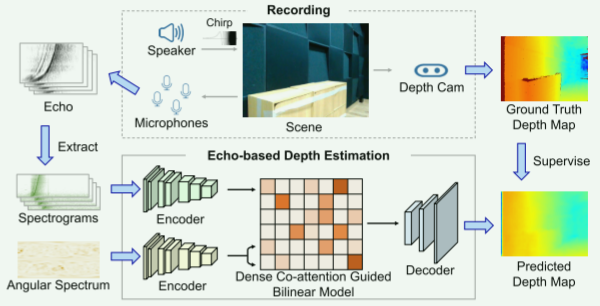 Recording
Chirp
Speaker
Microphones
Scene
Depth Cam
Echo
Ground Truth
Depth Map
Extract
Supervise
Echo-based Depth Estimation
Spectrograms
Encoder
Angular Spectrum
Encoder
Dense Co-attention Guided
Bilinear Model
Decoder
Predicted
Depth Map